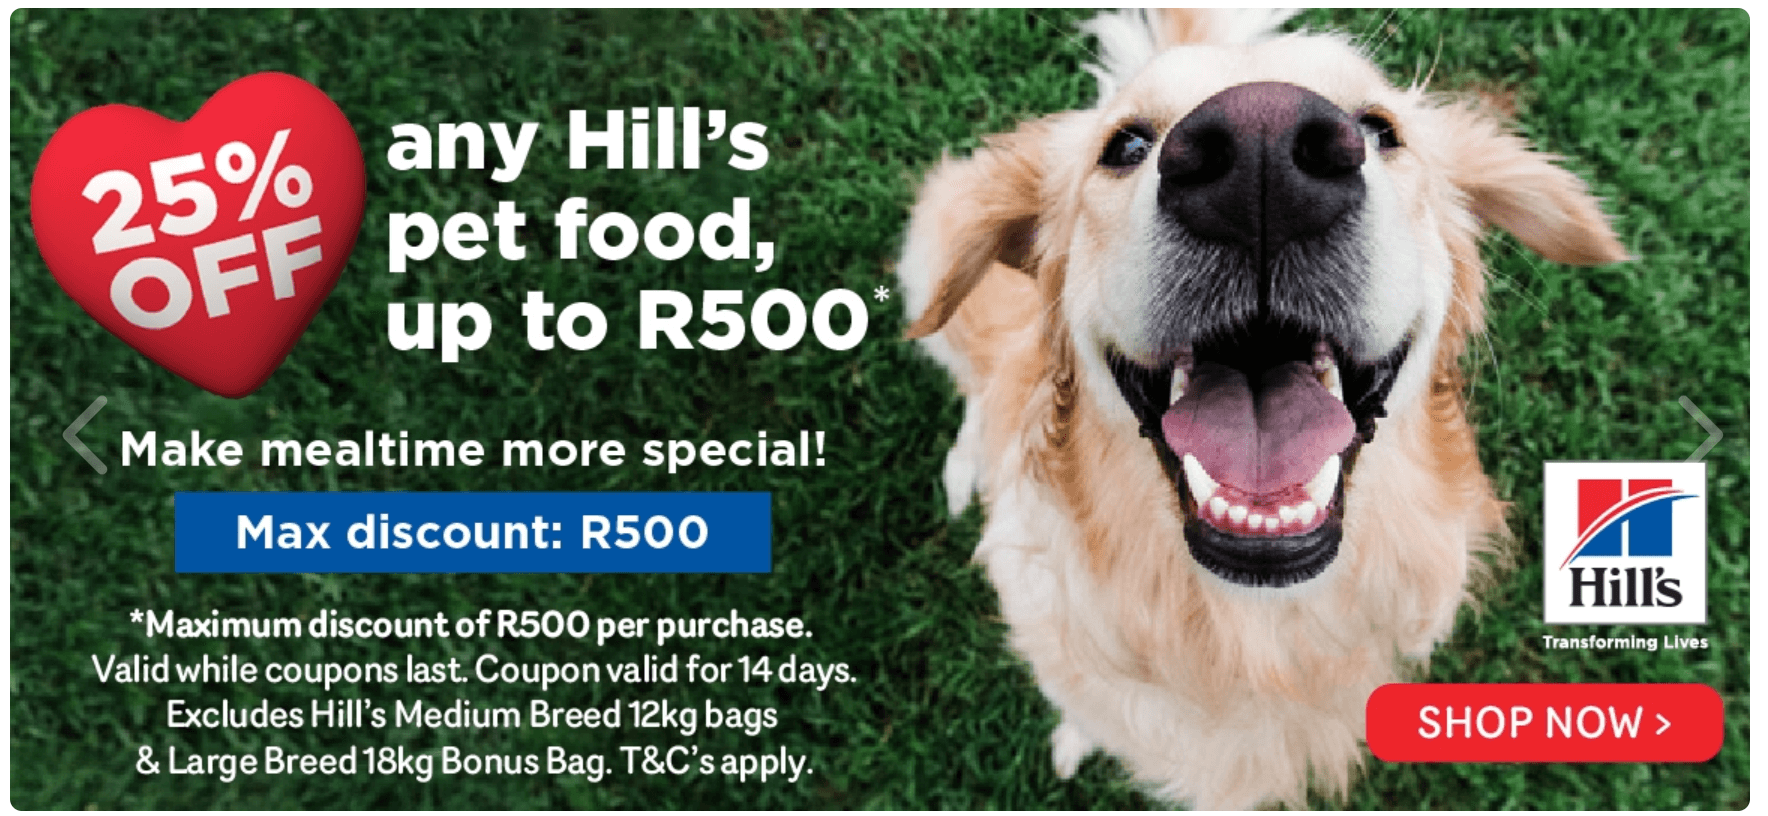 25%
OFF
any Hill’s
pet food,
up to R500*
Make mealtime more special!
Max discount: R500
*Maximum discount of R500 per purchase.
Valid while coupons last. Coupon valid for 14 days.
Excludes Hill’s Medium Breed 12kg bags
& Large Breed 18kg Bonus Bag. T&C’s apply.
Hill's
Transforming Lives
SHOP NOW >